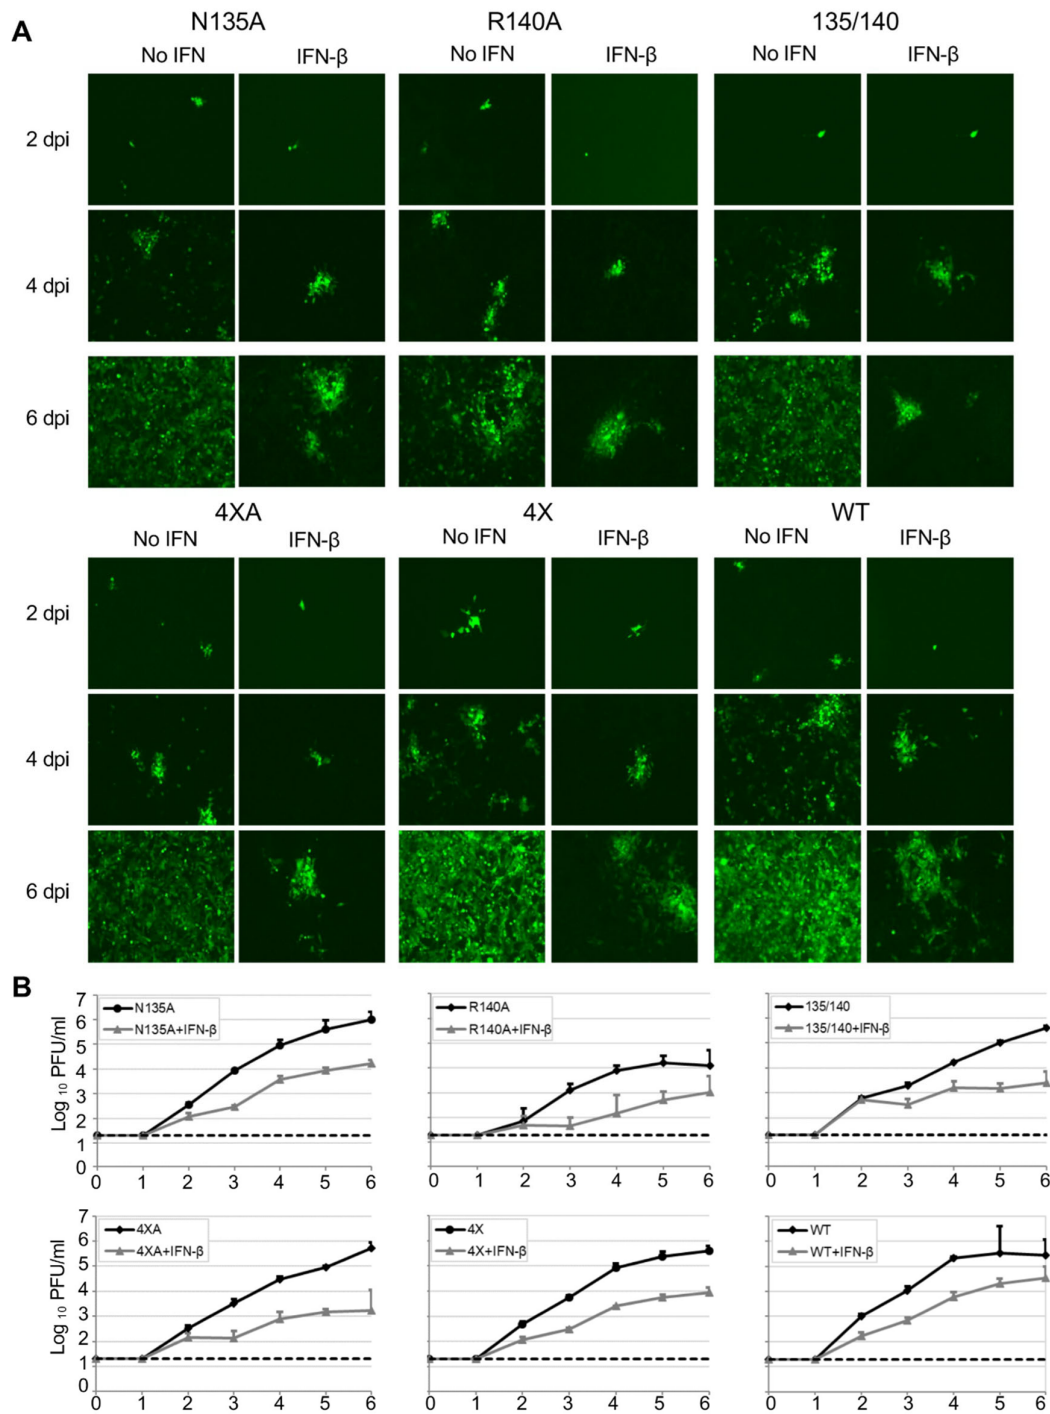 A
N135A R140A 135/140
No IFN IFN-β No IFN IFN-β No IFN IFN-β
2 dpi
4 dpi
6 dpi
4XA 4X WT
No IFN IFN-β No IFN IFN-β No IFN IFN-β
2 dpi
4 dpi
6 dpi
B
Log 10 PFU/ml
7
6
5
4
3
2
1
0
N135A
N135A+IFN-β
0 1 2 3 4 5 6
R140A
R140A+IFN-β
0 1 2 3 4 5 6
135/140
135/140+IFN-β
0 1 2 3 4 5 6
Log 10 PFU/ml
7
6
5
4
3
2
1
0
4XA
4XA+IFN-β
0 1 2 3 4 5 6
4X
4X+IFN-β
0 1 2 3 4 5 6
WT
WT+IFN-β
0 1 2 3 4 5 6